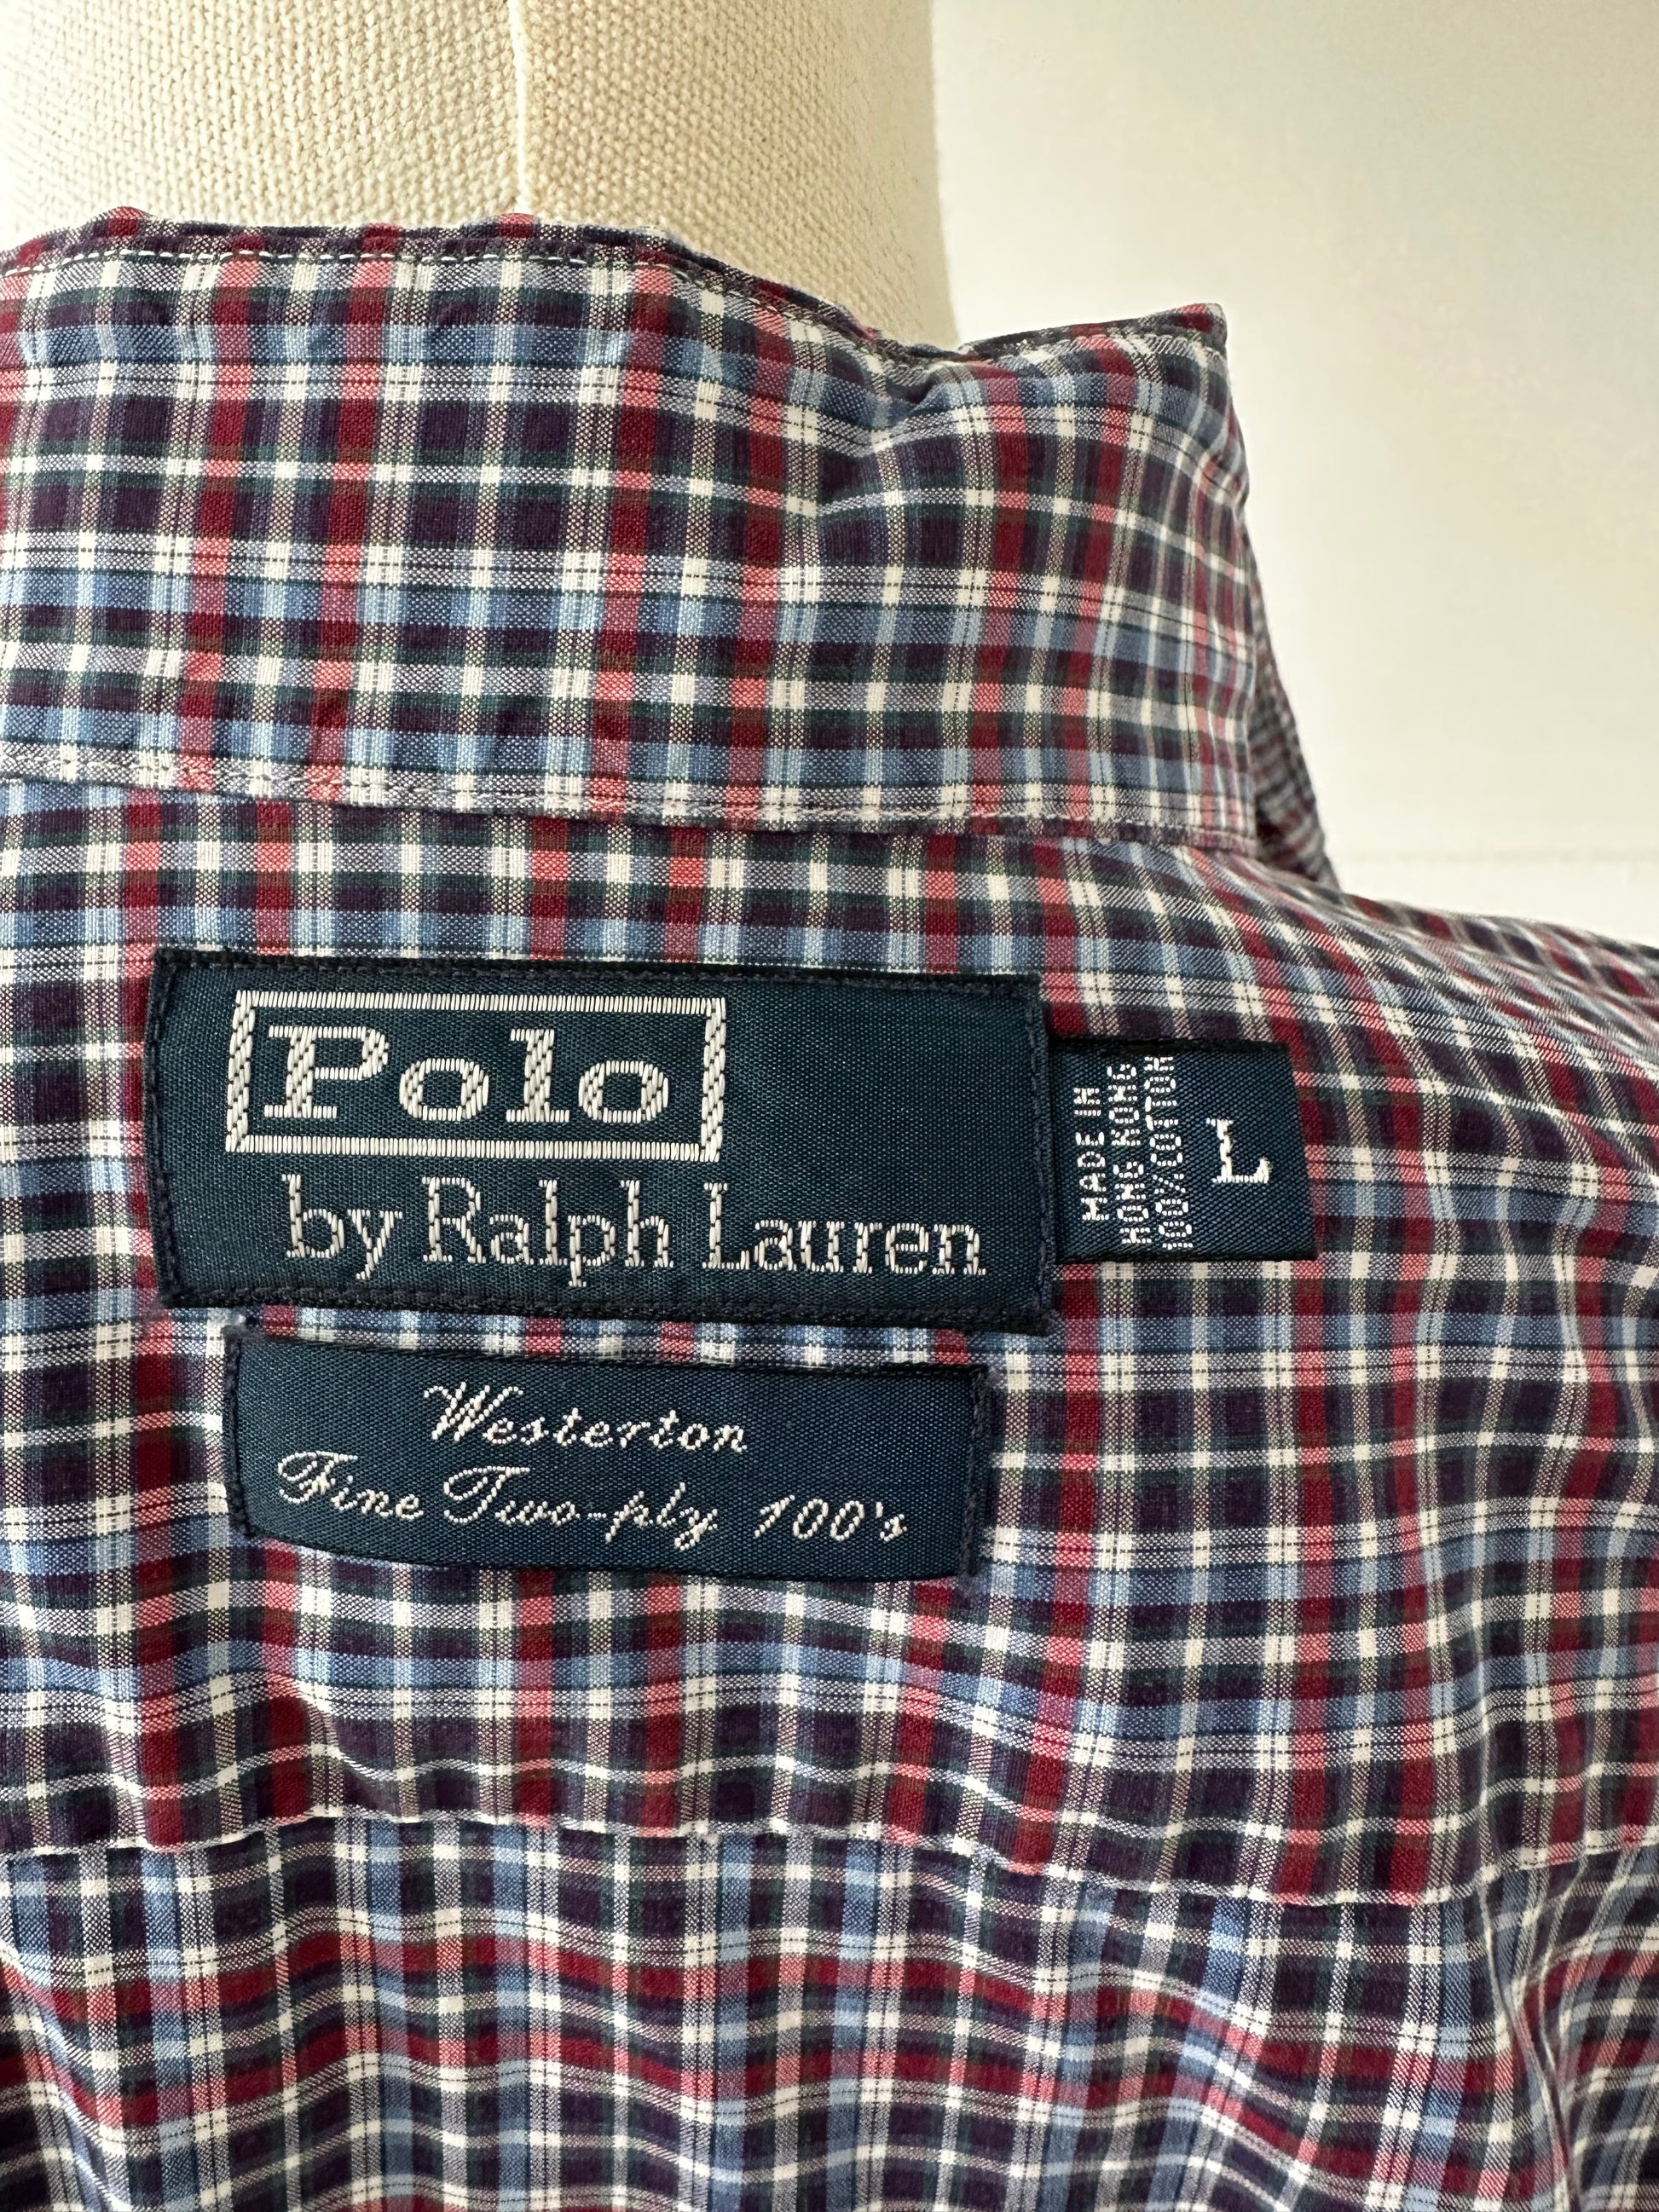 Polo
by Ralph Lauren
MADE IN
HONG KONG
100% COTTON
L
Westerton
Fine Two-ply 100's